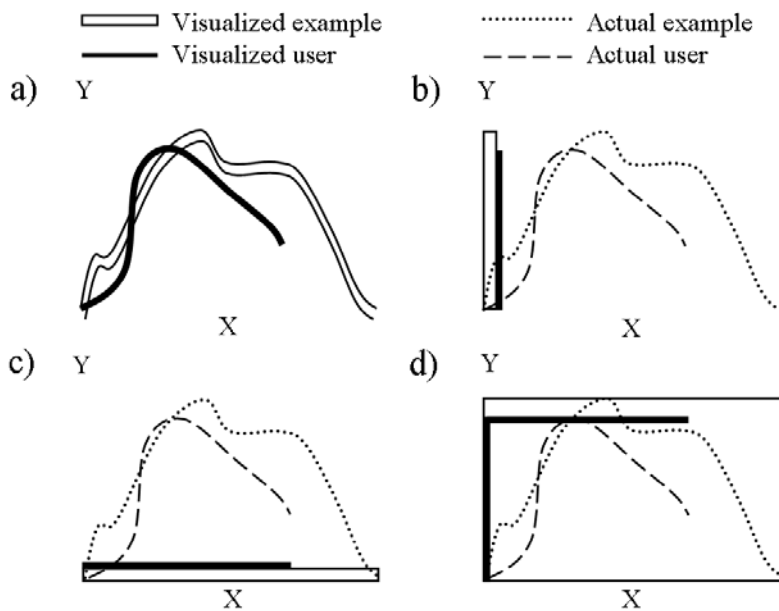 Visualized example
Actual example
Visualized user
Actual user
a)
Y
X
b)
Y
X
c)
Y
X
d)
Y
X